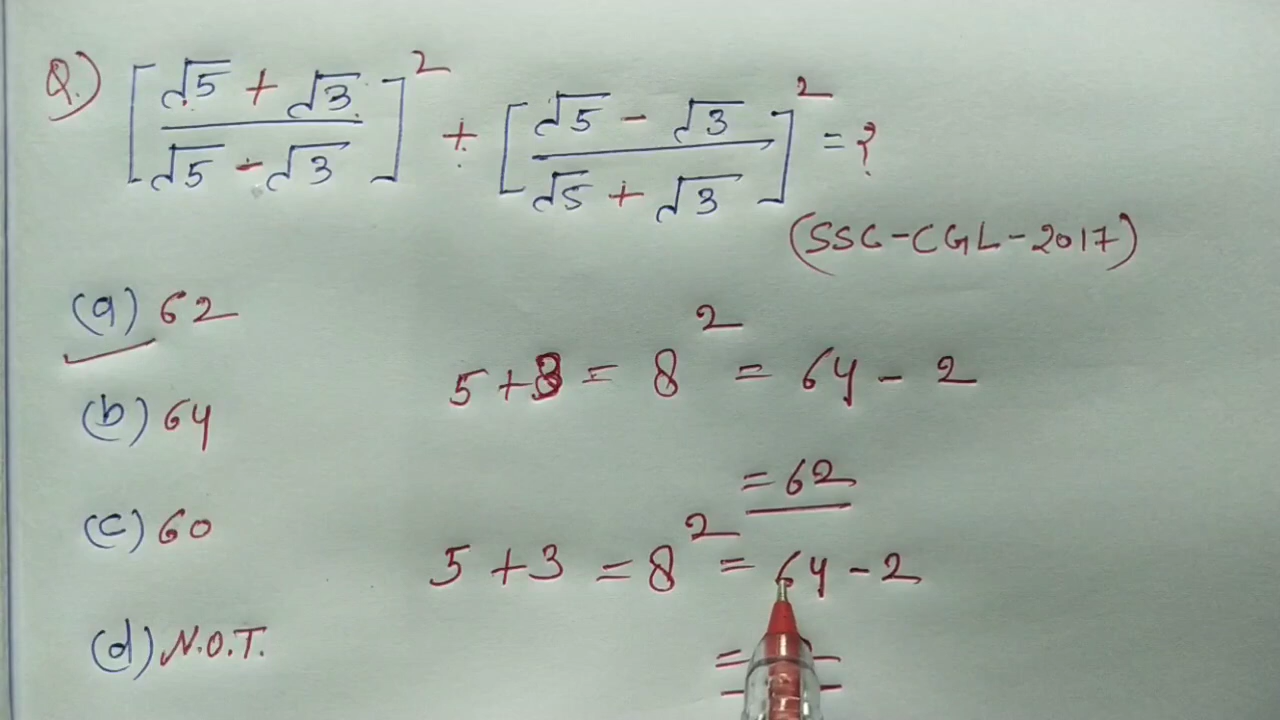 Q.) [√5 + √3 / √5 - √3]² + [√5 - √3 / √5 + √3]² = ?
(SSC-CGL-2017)
(a) 62
5+3 = 8² = 64 - 2
(b) 64
= 62
(c) 60
5+3 = 8² = 64 - 2
(d) N.O.T.
=